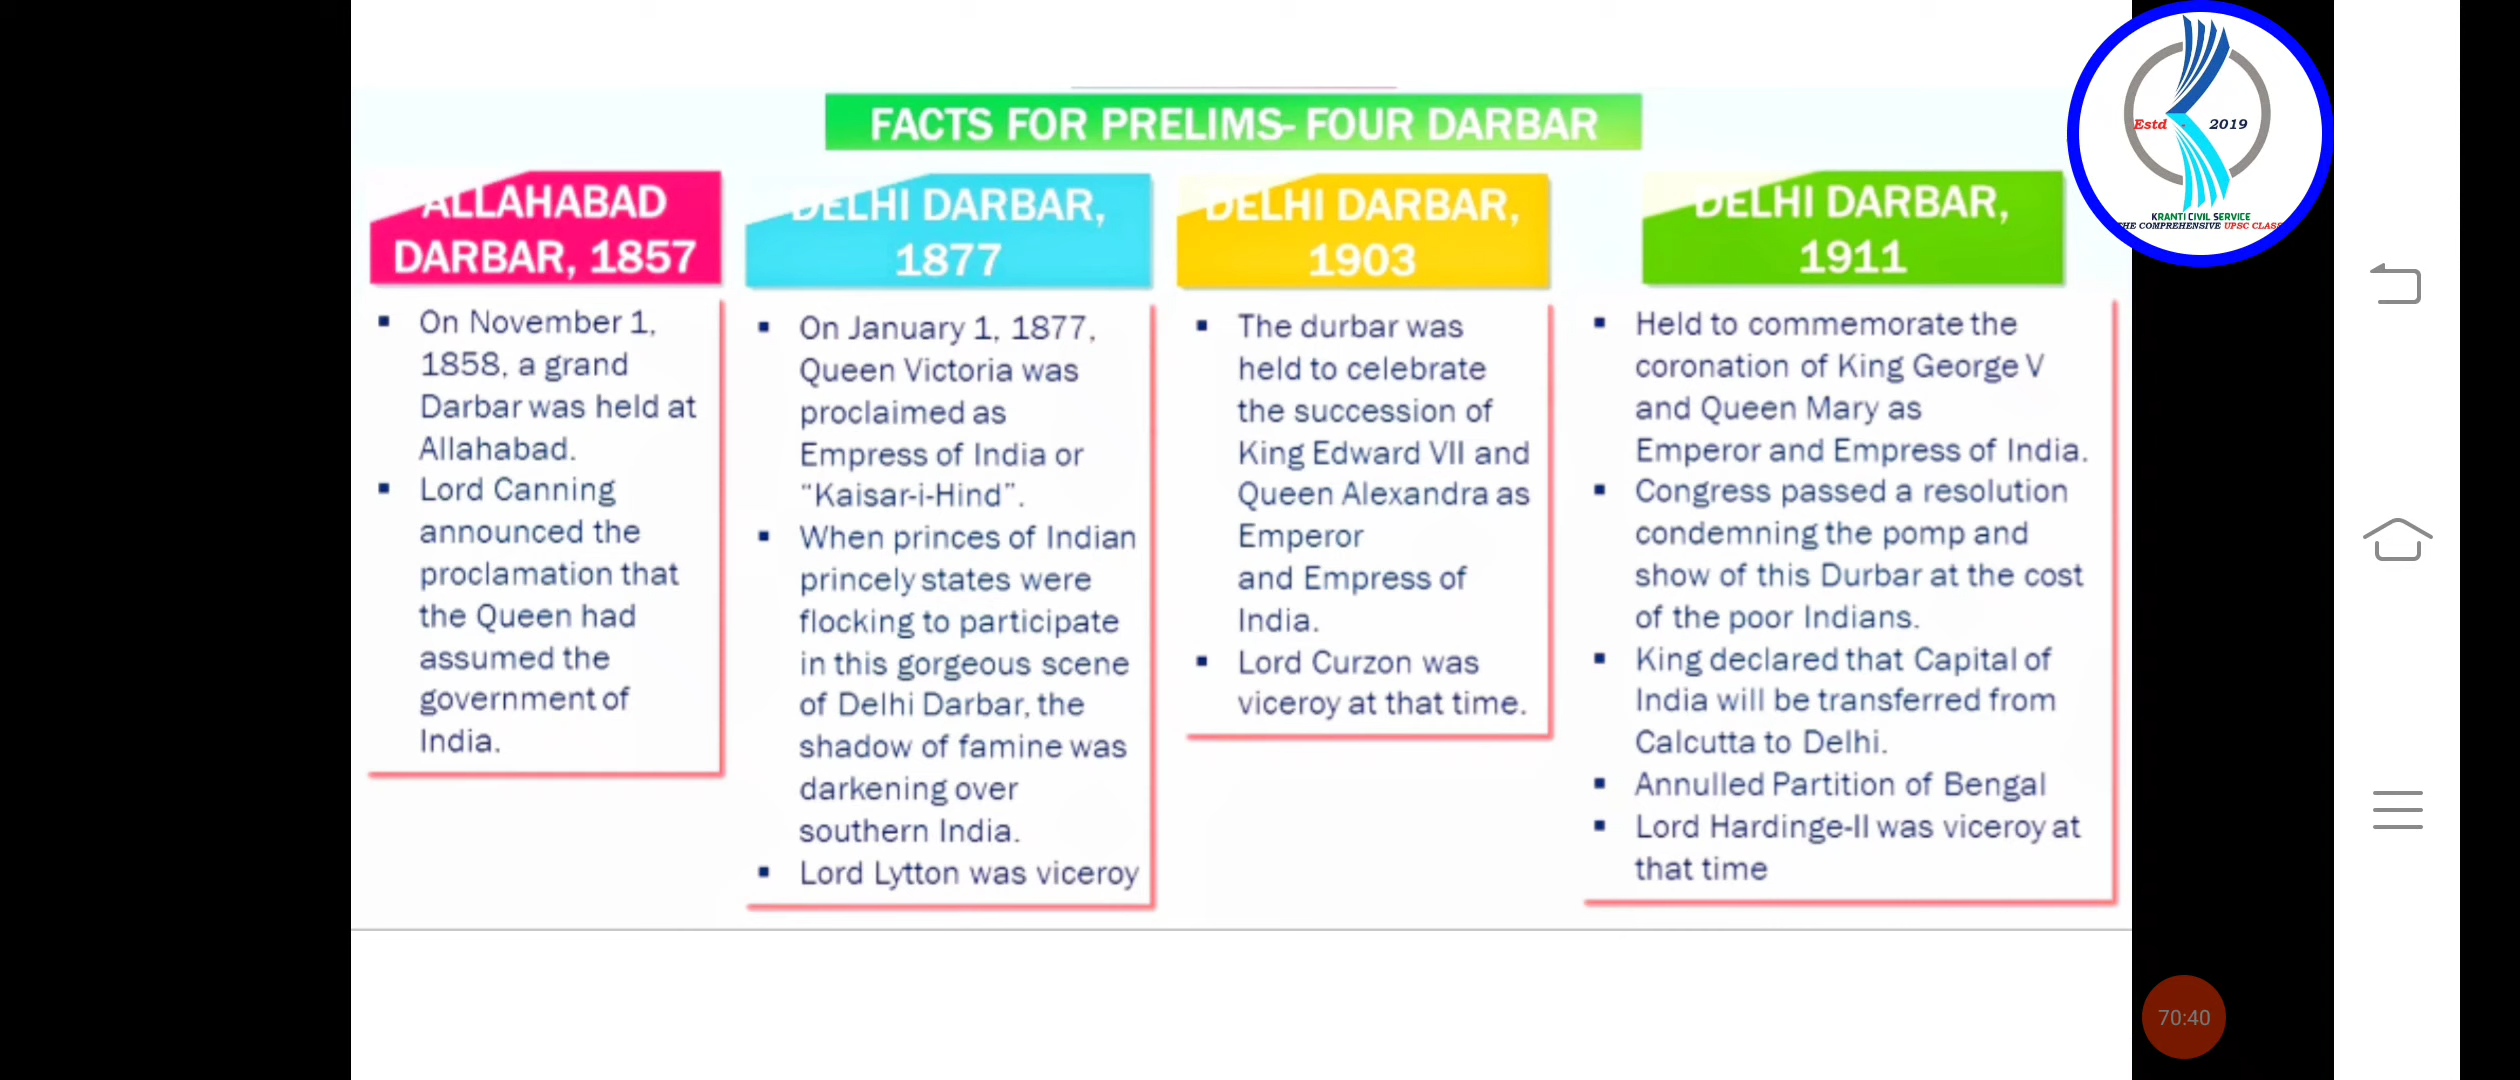 FACTS FOR PRELIMS- FOUR DARBAR
ALLAHABAD
DARBAR, 1857
On November 1,
1858, a grand
Darbar was held at
Allahabad.
Lord Canning
announced the
proclamation that
the Queen had
assumed the
government of
India.
DELHI DARBAR,
1877
On January 1, 1877,
Queen Victoria was
proclaimed as
Empress of India or
“Kaisar-i-Hind”.
When princes of Indian
princely states were
flocking to participate
in this gorgeous scene
of Delhi Darbar, the
shadow of famine was
darkening over
southern India.
Lord Lytton was viceroy
DELHI DARBAR,
1903
The durbar was
held to celebrate
the succession of
King Edward VII and
Queen Alexandra as
Emperor
and Empress of
India.
Lord Curzon was
viceroy at that time.
DELHI DARBAR,
1911
Held to commemorate the
coronation of King George V
and Queen Mary as
Emperor and Empress of India.
Congress passed a resolution
condemning the pomp and
show of this Durbar at the cost
of the poor Indians.
King declared that Capital of
India will be transferred from
Calcutta to Delhi.
Annulled Partition of Bengal
Lord Hardinge-II was viceroy at
that time
Estd - 2019
KRANTI CIVIL SERVICE
THE COMPREHENSIVE UPSC CLASS
70:40